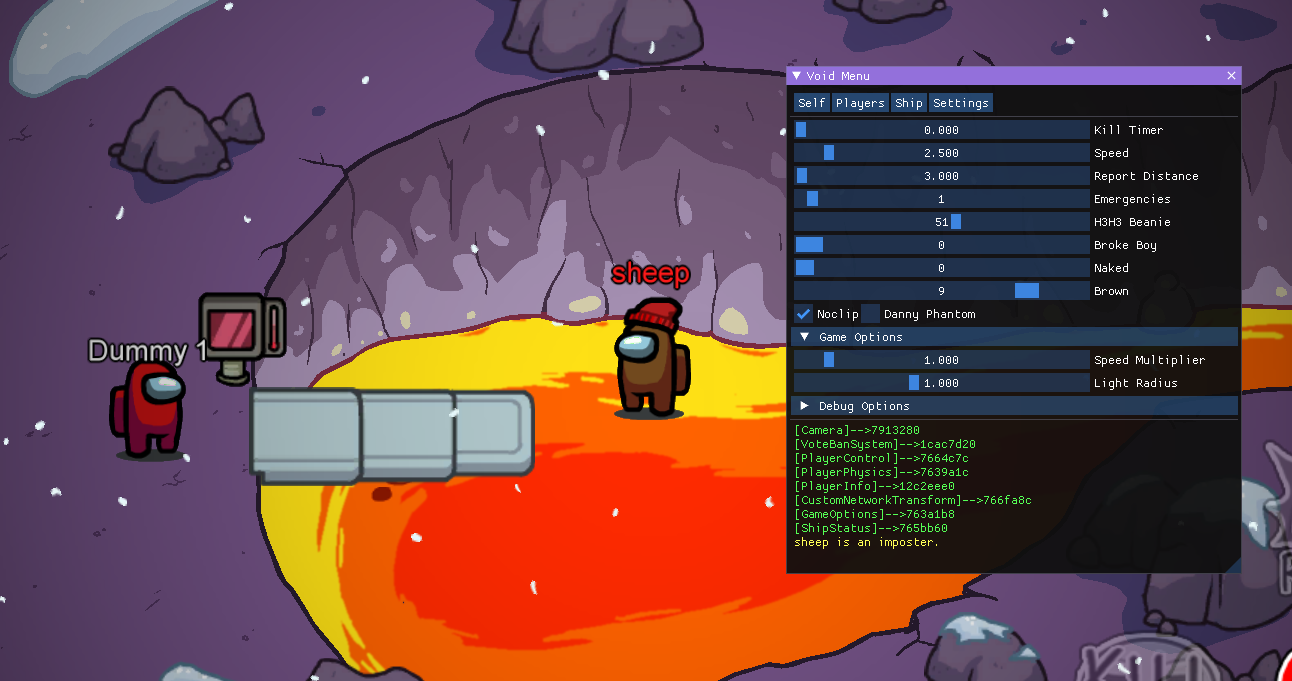 Void Menu
Self Players Ship Settings
0.000 Kill Timer
2.500 Speed
3.000 Report Distance
1 Emergencies
51 H3H3 Beanie
0 Broke Boy
0 Naked
9 Brown
Noclip Danny Phantom
Game Options
1.000 Speed Multiplier
1.000 Light Radius
Debug Options
[Camera]-->7913280
[VoteBanSystem]-->1cac7d20
[PlayerControl]-->7664c7c
[PlayerPhysics]-->7639a1c
[PlayerInfo]-->12c2eee0
[CustomNetworkTransform]-->766fa8c
[GameOptions]-->763a1b8
[ShipStatus]-->765bb60
sheep is an imposter.
sheep
Dummy 1